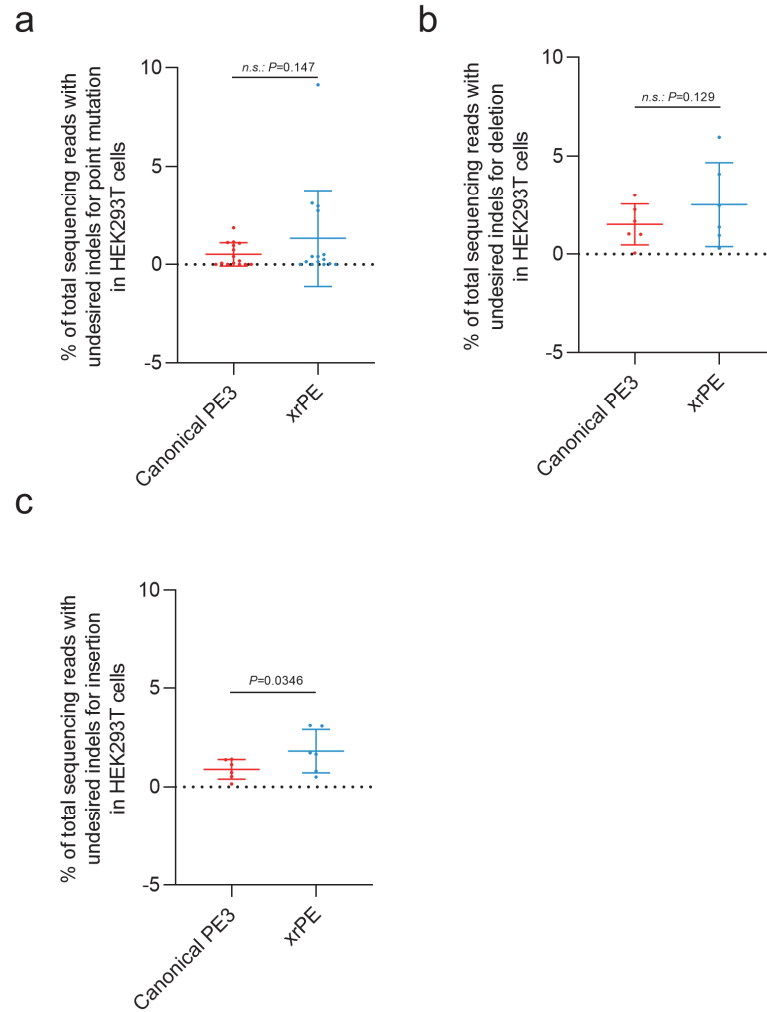 a
% of total sequencing reads with
undesired indels for point mutation
in HEK293T cells
10
5
0
-5
n.s.: P=0.147
Canonical PE3
xrPE
b
% of total sequencing reads with
undesired indels for deletion
in HEK293T cells
10
5
0
-5
n.s.: P=0.129
Canonical PE3
xrPE
c
% of total sequencing reads with
undesired indels for insertion
in HEK293T cells
10
5
0
-5
P=0.0346
Canonical PE3
xrPE